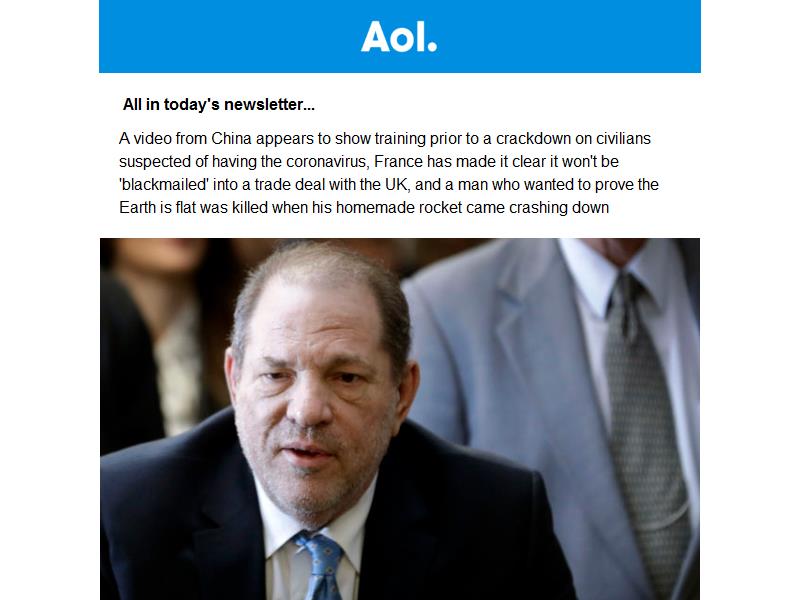 Aol.
All in today's newsletter...
A video from China appears to show training prior to a crackdown on civilians
suspected of having the coronavirus, France has made it clear it won't be
'blackmailed' into a trade deal with the UK, and a man who wanted to prove the
Earth is flat was killed when his homemade rocket came crashing down